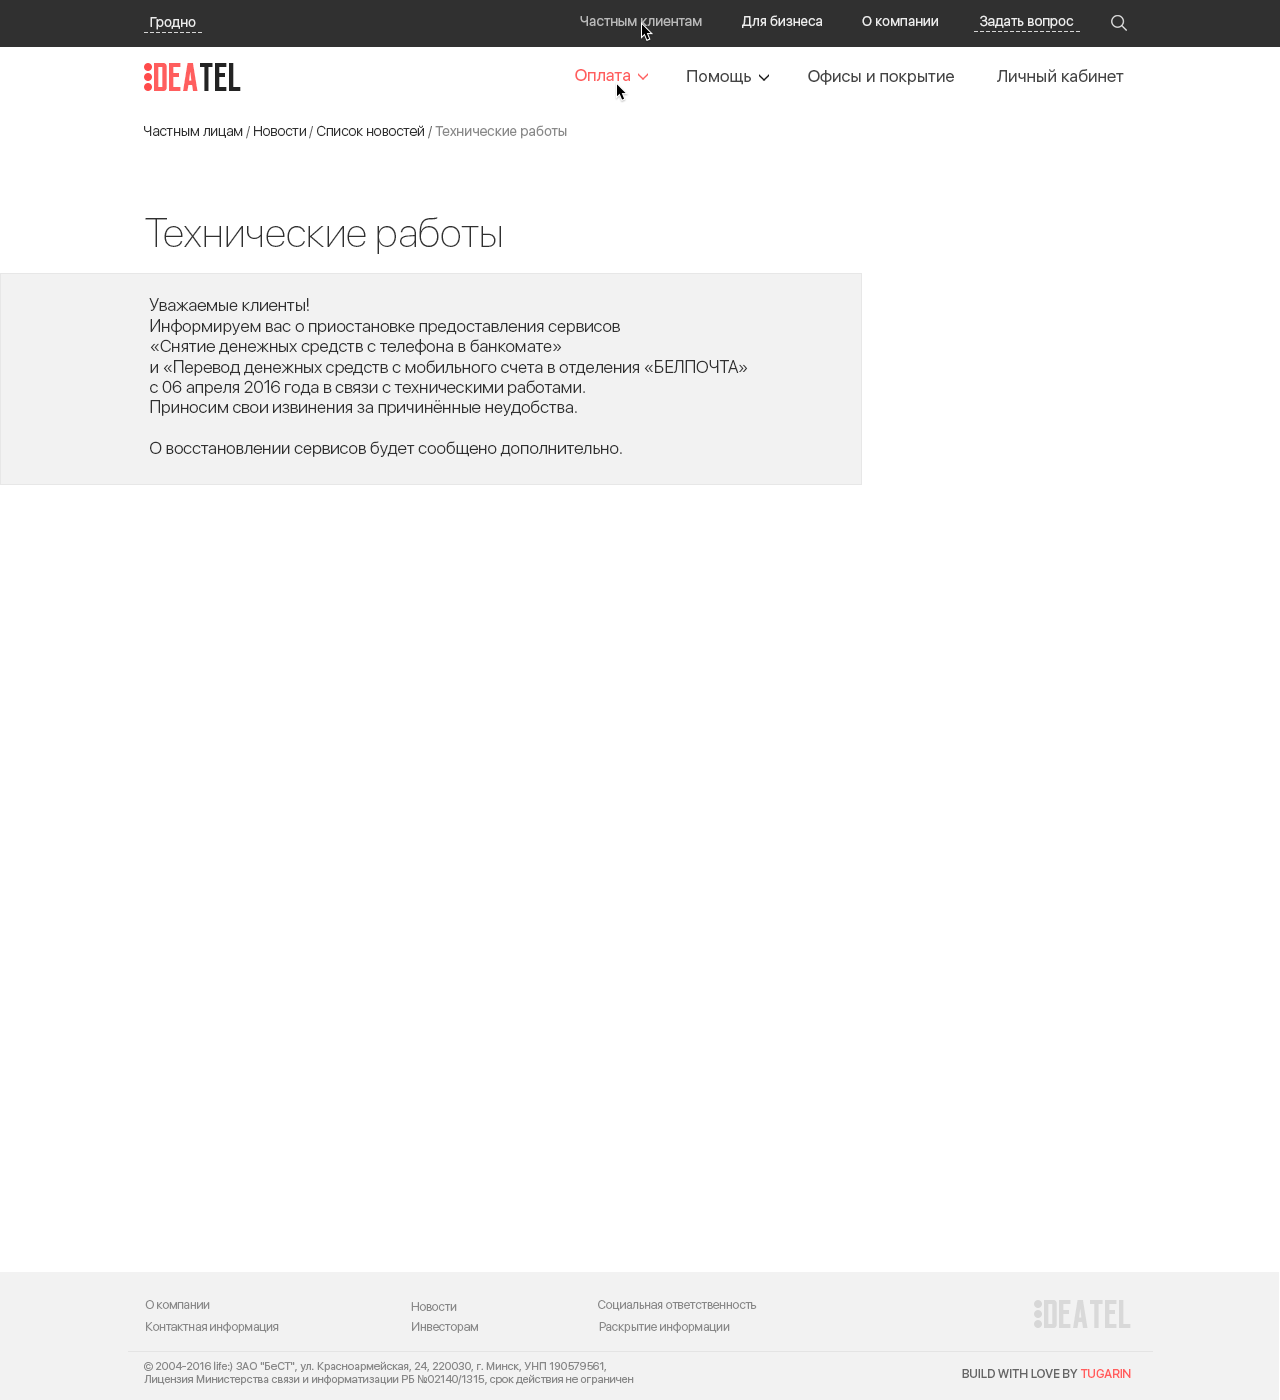 Гродно
Частным клиентам
Для бизнеса
О компании
Задать вопрос
DEATEL
Оплата
Помощь
Офисы и покрытие
Личный кабинет
Частным лицам / Новости / Список новостей / Технические работы
Технические работы
Уважаемые клиенты!
Информируем вас о приостановке предоставления сервисов
«Снятие денежных средств с телефона в банкомате»
и «Перевод денежных средств с мобильного счета в отделения «БЕЛПОЧТА»
с 06 апреля 2016 года в связи с техническими работами.
Приносим свои извинения за причинённые неудобства.
О восстановлении сервисов будет сообщено дополнительно.
О компании
Новости
Социальная ответственность
DEATEL
Контактная информация
Инвесторам
Раскрытие информации
© 2004-2016 life:) ЗАО "БеСТ", ул. Красноармейская, 24, 220030, г. Минск, УНП 190579561,
Лицензия Министерства связи и информатизации РБ №02140/1315, срок действия не ограничен
BUILD WITH LOVE BY TUGARIN